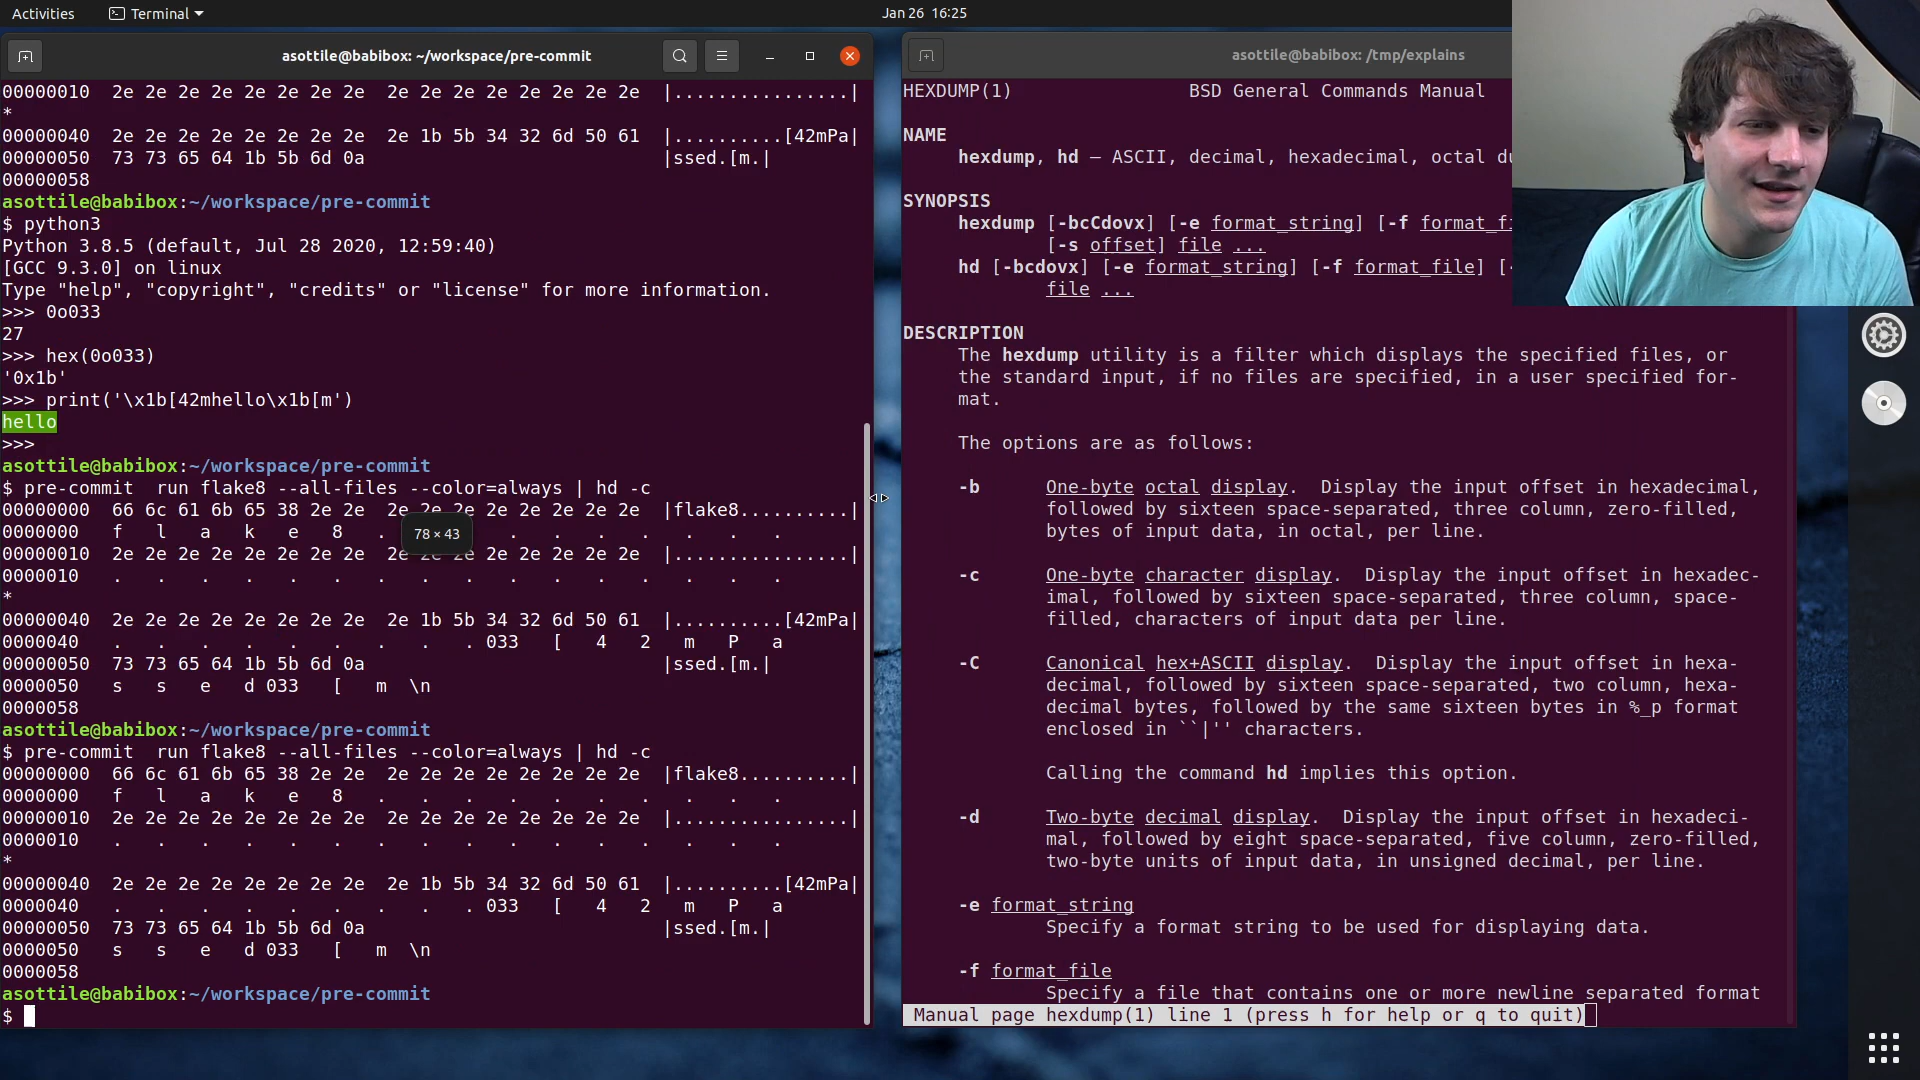 Activities
Terminal
Jan 26 16:25
asottile@babibox: ~/workspace/pre-commit
00000010  2e 2e 2e 2e 2e 2e 2e 2e  2e 2e 2e 2e 2e 2e 2e 2e  |................|
*
00000040  2e 2e 2e 2e 2e 2e 2e 2e  2e 1b 5b 34 32 6d 50 61  |..........[42mPa|
00000050  73 73 65 64 1b 5b 6d 0a                           |ssed.[m.|
00000058
asottile@babibox:~/workspace/pre-commit
$ python3
Python 3.8.5 (default, Jul 28 2020, 12:59:40)
[GCC 9.3.0] on linux
Type "help", "copyright", "credits" or "license" for more information.
>>> 0o033
27
>>> hex(0o033)
'0x1b'
>>> print('\x1b[42mhello\x1b[m')
hello
>>>
asottile@babibox:~/workspace/pre-commit
$ pre-commit  run flake8 --all-files --color=always | hd -c
00000000  66 6c 61 6b 65 38 2e 2e  2e 2e 2e 2e 2e 2e 2e 2e  |flake8..........|
0000000   f   l   a   k   e   8   .   .   .   .   .   .   .
78 × 43
00000010  2e 2e 2e 2e 2e 2e 2e 2e  2e 2e 2e 2e 2e 2e 2e 2e  |................|
0000010   .   .   .   .   .   .   .   .   .   .   .   .   .   .   .   .
*
00000040  2e 2e 2e 2e 2e 2e 2e 2e  2e 1b 5b 34 32 6d 50 61  |..........[42mPa|
0000040   .   .   .   .   .   .   .   .   . 033   [   4   2   m   P   a
00000050  73 73 65 64 1b 5b 6d 0a                           |ssed.[m.|
0000050   s   s   e   d 033   [   m  \n
0000058
asottile@babibox:~/workspace/pre-commit
$ pre-commit  run flake8 --all-files --color=always | hd -c
00000000  66 6c 61 6b 65 38 2e 2e  2e 2e 2e 2e 2e 2e 2e 2e  |flake8..........|
0000000   f   l   a   k   e   8   .   .   .   .   .   .   .   .   .   .
00000010  2e 2e 2e 2e 2e 2e 2e 2e  2e 2e 2e 2e 2e 2e 2e 2e  |................|
0000010   .   .   .   .   .   .   .   .   .   .   .   .   .   .   .   .
*
00000040  2e 2e 2e 2e 2e 2e 2e 2e  2e 1b 5b 34 32 6d 50 61  |..........[42mPa|
0000040   .   .   .   .   .   .   .   .   . 033   [   4   2   m   P   a
00000050  73 73 65 64 1b 5b 6d 0a                           |ssed.[m.|
0000050   s   s   e   d 033   [   m  \n
0000058
asottile@babibox:~/workspace/pre-commit
$
asottile@babibox: /tmp/explains
HEXDUMP(1)                BSD General Commands Manual
NAME
hexdump, hd — ASCII, decimal, hexadecimal, octal
SYNOPSIS
hexdump [-bcCdovx] [-e format_string] [-f
[-s offset] file ...
hd [-bcdovx] [-e format_string] [-f format_file] [
file ...
DESCRIPTION
The hexdump utility is a filter which displays the specified files, or
the standard input, if no files are specified, in a user specified for-
mat.
The options are as follows:
-b      One-byte octal display.  Display the input offset in hexadecimal,
followed by sixteen space-separated, three column, zero-filled,
bytes of input data, in octal, per line.
-c      One-byte character display.  Display the input offset in hexadec-
imal, followed by sixteen space-separated, three column, space-
filled, characters of input data per line.
-C      Canonical hex+ASCII display.  Display the input offset in hexa-
decimal, followed by sixteen space-separated, two column, hexa-
decimal bytes, followed by the same sixteen bytes in %_p format
enclosed in ``|'' characters.
Calling the command hd implies this option.
-d      Two-byte decimal display.  Display the input offset in hexadeci-
mal, followed by eight space-separated, five column, zero-filled,
two-byte units of input data, in unsigned decimal, per line.
-e format_string
Specify a format string to be used for displaying data.
-f format_file
Specify a file that contains one or more newline separated format
Manual page hexdump(1) line 1 (press h for help or q to quit)